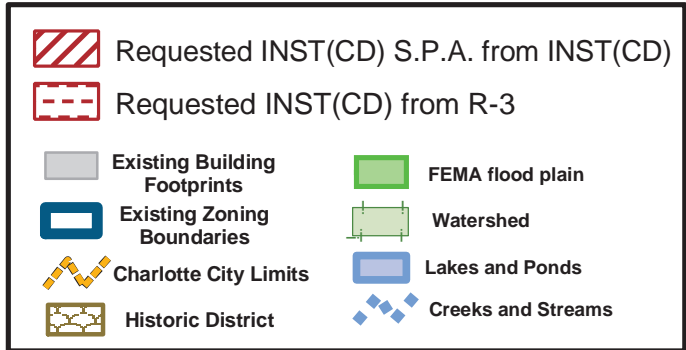 Requested INST(CD) S.P.A. from INST(CD)
Requested INST(CD) from R-3
Existing Building
Footprints
Existing Zoning
Boundaries
Charlotte City Limits
Historic District
FEMA flood plain
Watershed
Lakes and Ponds
Creeks and Streams